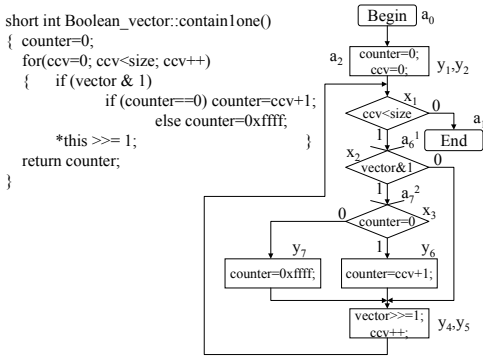 short int Boolean_vector::contain1one()
{ counter=0;
for(ccv=0; ccv<size; ccv++)
{ if (vector & 1)
if (counter==0) counter=ccv+1;
else counter=0xffff;
*this >>= 1; }
return counter;
}
Begin a0
a2 counter=0; ccv=0; y1,y2
x1
ccv<size 0
1 a6^1 End
x2
vector&1 0
1 a7^2
0 counter=0 x3
1
y7 y6
counter=0xffff; counter=ccv+1;
vector>>=1; ccv++; y4,y5